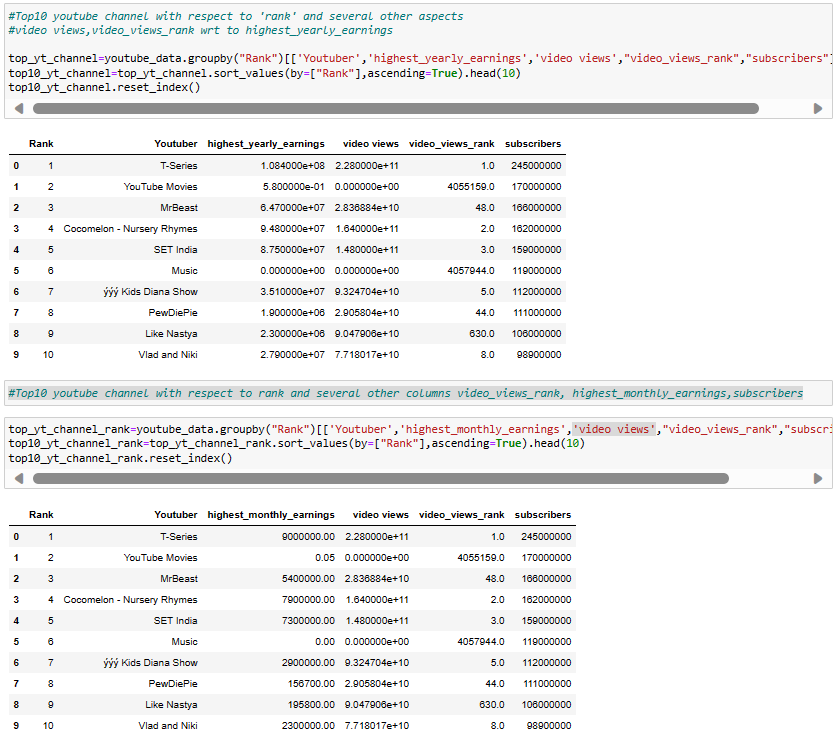 #Top10 youtube channel with respect to 'rank' and several other aspects
#video views,video_views_rank wrt to highest_yearly_earnings
top_yt_channel=youtube_data.groupby("Rank")[['Youtuber','highest_yearly_earnings','video views',"video_views_rank","subscribers"]
top10_yt_channel=top_yt_channel.sort_values(by=["Rank"],ascending=True).head(10)
top10_yt_channel.reset_index()
Rank Youtuber highest_yearly_earnings video views video_views_rank subscribers
0 1 T-Series 1.084000e+08 2.280000e+11 1.0 245000000
1 2 YouTube Movies 5.800000e-01 0.000000e+00 4055159.0 170000000
2 3 MrBeast 6.470000e+07 2.836884e+10 48.0 166000000
3 4 Cocomelon - Nursery Rhymes 9.480000e+07 1.640000e+11 2.0 162000000
4 5 SET India 8.750000e+07 1.480000e+11 3.0 159000000
5 6 Music 0.000000e+00 0.000000e+00 4057944.0 119000000
6 7 ýýý Kids Diana Show 3.510000e+07 9.324704e+10 5.0 112000000
7 8 PewDiePie 1.900000e+06 2.905804e+10 44.0 111000000
8 9 Like Nastya 2.300000e+06 9.047906e+10 630.0 106000000
9 10 Vlad and Niki 2.790000e+07 7.718017e+10 8.0 98900000
#Top10 youtube channel with respect to rank and several other columns video_views_rank, highest_monthly_earnings,subscribers
top_yt_channel_rank=youtube_data.groupby("Rank")[['Youtuber','highest_monthly_earnings','video views',"video_views_rank","subscri
top10_yt_channel_rank=top_yt_channel_rank.sort_values(by=["Rank"],ascending=True).head(10)
top10_yt_channel_rank.reset_index()
Rank Youtuber highest_monthly_earnings video views video_views_rank subscribers
0 1 T-Series 9000000.00 2.280000e+11 1.0 245000000
1 2 YouTube Movies 0.05 0.000000e+00 4055159.0 170000000
2 3 MrBeast 5400000.00 2.836884e+10 48.0 166000000
3 4 Cocomelon - Nursery Rhymes 7900000.00 1.640000e+11 2.0 162000000
4 5 SET India 7300000.00 1.480000e+11 3.0 159000000
5 6 Music 0.00 0.000000e+00 4057944.0 119000000
6 7 ýýý Kids Diana Show 2900000.00 9.324704e+10 5.0 112000000
7 8 PewDiePie 156700.00 2.905804e+10 44.0 111000000
8 9 Like Nastya 195800.00 9.047906e+10 630.0 106000000
9 10 Vlad and Niki 2300000.00 7.718017e+10 8.0 98900000